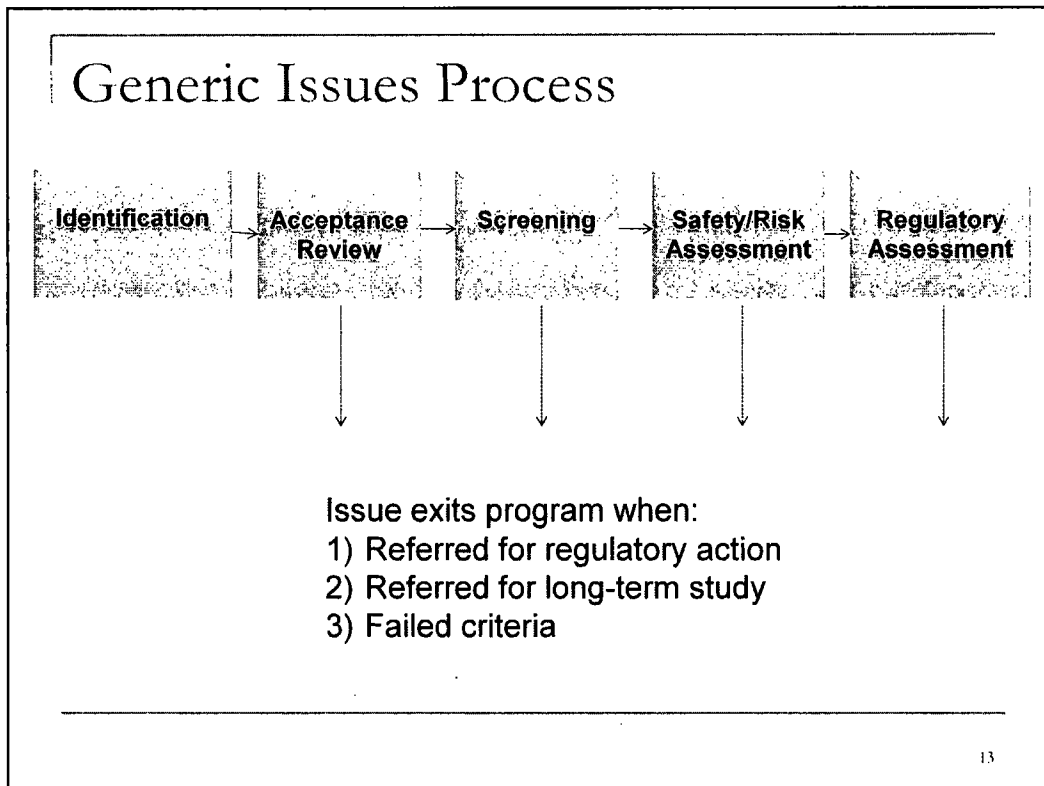 Generic Issues Process
Identification
Acceptance
Review
Screening
Safety/Risk
Assessment
Regulatory
Assessment
Issue exits program when:
1) Referred for regulatory action
2) Referred for long-term study
3) Failed criteria
13